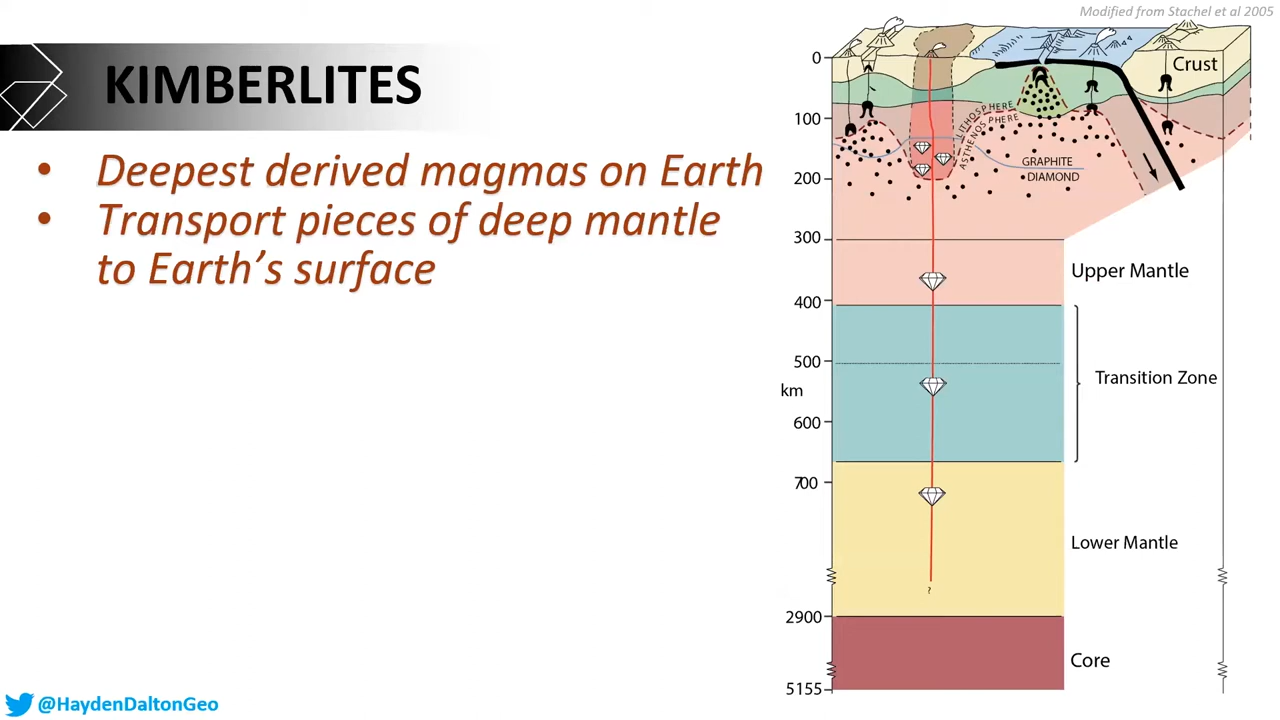 Modified from Stachel et al 2005
KIMBERLITES
• Deepest derived magmas on Earth
• Transport pieces of deep mantle
to Earth's surface
0
Crust
100
LITHOSPHERE
ASTHENOSPHERE
GRAPHITE
DIAMOND
200
300
Upper Mantle
400
500
Transition Zone
km
600
700
Lower Mantle
?
2900
Core
5155
@HaydenDaltonGeo